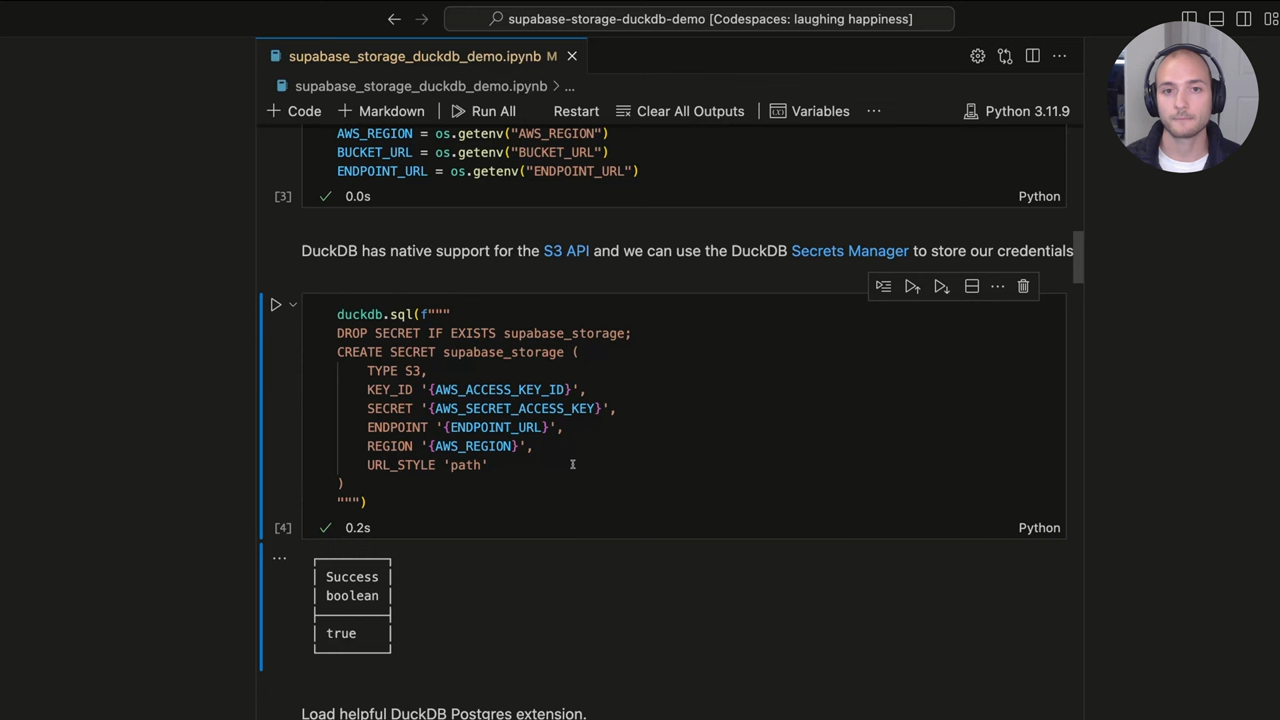 supabase-storage-duckdb-demo [Codespaces: laughing happiness]
supabase_storage_duckdb_demo.ipynb M
supabase_storage_duckdb_demo.ipynb > ...
+ Code + Markdown Run All Restart Clear All Outputs Variables ... Python 3.11.9
AWS_REGION = os.getenv("AWS_REGION")
BUCKET_URL = os.getenv("BUCKET_URL")
ENDPOINT_URL = os.getenv("ENDPOINT_URL")
[3] ✓ 0.0s Python
DuckDB has native support for the S3 API and we can use the DuckDB Secrets Manager to store our credentials
duckdb.sql(f"""
DROP SECRET IF EXISTS supabase_storage;
CREATE SECRET supabase_storage (
TYPE S3,
KEY_ID '{AWS_ACCESS_KEY_ID}',
SECRET '{AWS_SECRET_ACCESS_KEY}',
ENDPOINT '{ENDPOINT_URL}',
REGION '{AWS_REGION}',
URL_STYLE 'path'
)
""")
[4] ✓ 0.2s Python
...
Success
boolean
true
Load helpful DuckDB Postgres extension.